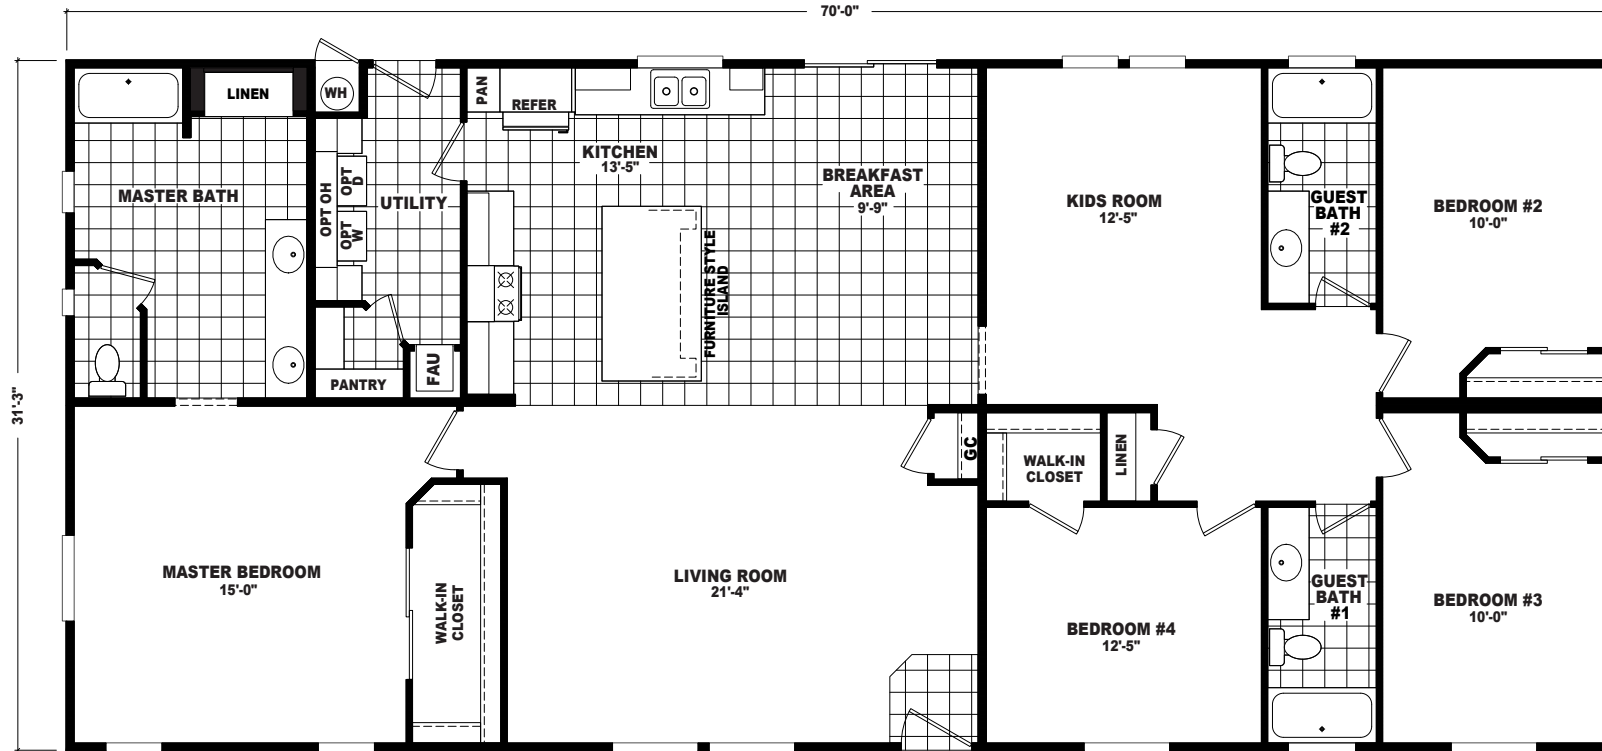 70'-0"
31'-3"
LINEN
MASTER BATH
WH
OPT OH
OPT
D
OPT
W
UTILITY
PANTRY
FAU
PAN
REFER
KITCHEN
13'-5"
BREAKFAST
AREA
9'-9"
FURNITURE STYLE
ISLAND
KIDS ROOM
12'-5"
GUEST
BATH
#2
BEDROOM #2
10'-0"
GC
WALK-IN
CLOSET
LINEN
MASTER BEDROOM
15'-0"
WALK-IN
CLOSET
LIVING ROOM
21'-4"
BEDROOM #4
12'-5"
GUEST
BATH
#1
BEDROOM #3
10'-0"